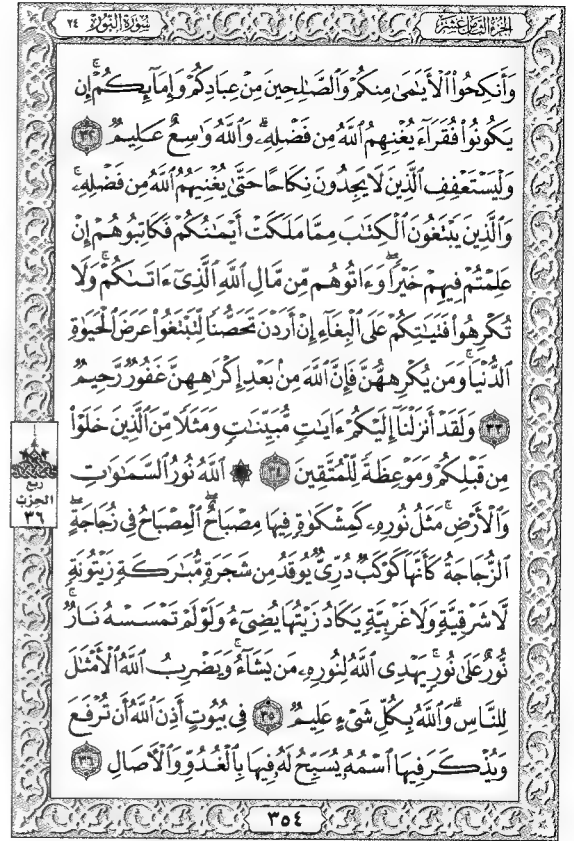 الجزء الثامن عشر
سورة النور ٢٤
وَأَنكِحُوا۟ ٱلْأَيَٰمَىٰ مِنكُمْ وَٱلصَّٰلِحِينَ مِنْ عِبَادِكُمْ وَإِمَآئِكُمْ ۚ إِن
يَكُونُوا۟ فُقَرَآءَ يُغْنِهِمُ ٱللَّهُ مِن فَضْلِهِۦ ۗ وَٱللَّهُ وَٰسِعٌ عَلِيمٌ ٣٢
وَلْيَسْتَعْفِفِ ٱلَّذِينَ لَا يَجِدُونَ نِكَاحًا حَتَّىٰ يُغْنِيَهُمُ ٱللَّهُ مِن فَضْلِهِۦ ۗ
وَٱلَّذِينَ يَبْتَغُونَ ٱلْكِتَٰبَ مِمَّا مَلَكَتْ أَيْمَٰنُكُمْ فَكَاتِبُوهُمْ إِنْ
عَلِمْتُمْ فِيهِمْ خَيْرًا ۖ وَءَاتُوهُم مِّن مَّالِ ٱللَّهِ ٱلَّذِىٓ ءَاتَىٰكُمْ ۚ وَلَا
تُكْرِهُوا۟ فَتَيَٰتِكُمْ عَلَى ٱلْبِغَآءِ إِنْ أَرَدْنَ تَحَصُّنًا لِّتَبْتَغُوا۟ عَرَضَ ٱلْحَيَوٰةِ
ٱلدُّنْيَا ۚ وَمَن يُكْرِههُّنَّ فَإِنَّ ٱللَّهَ مِنۢ بَعْدِ إِكْرَٰهِهِنَّ غَفُورٌ رَّحِيمٌ
٣٣ وَلَقَدْ أَنزَلْنَآ إِلَيْكُمْ ءَايَٰتٍ مُّبَيِّنَٰتٍ وَمَثَلًا مِّنَ ٱلَّذِينَ خَلَوْا۟
مِن قَبْلِكُمْ وَمَوْعِظَةً لِّلْمُتَّقِينَ ٣٤ ۞ ٱللَّهُ نُورُ ٱلسَّمَٰوَٰتِ
وَٱلْأَرْضِ ۚ مَثَلُ نُورِهِۦ كَمِشْكَوٰةٍ فِيهَا مِصْبَاحٌ ۖ ٱلْمِصْبَاحُ فِى زُجَاجَةٍ ۖ
ٱلزُّجَاجَةُ كَأَنَّهَا كَوْكَبٌ دُرِّىٌّ يُوقَدُ مِن شَجَرَةٍ مُّبَٰرَكَةٍ زَيْتُونَةٍ
لَّا شَرْقِيَّةٍ وَلَا غَرْبِيَّةٍ يَكَادُ زَيْتُهَا يُضِىٓءُ وَلَوْ لَمْ تَمْسَسْهُ نَارٌ ۚ
نُّورٌ عَلَىٰ نُورٍ ۗ يَهْدِى ٱللَّهُ لِنُورِهِۦ مَن يَشَآءُ ۚ وَيَضْرِبُ ٱللَّهُ ٱلْأَمْثَٰلَ
لِلنَّاسِ ۗ وَٱللَّهُ بِكُلِّ شَىْءٍ عَلِيمٌ ٣٥ فِى بُيُوتٍ أَذِنَ ٱللَّهُ أَن تُرْفَعَ
وَيُذْكَرَ فِيهَا ٱسْمُهُۥ يُسَبِّحُ لَهُۥ فِيهَا بِٱلْغُدُوِّ وَٱلْءَاصَالِ ٣٦
ربع
الحزب
٣٦
٣٥٤